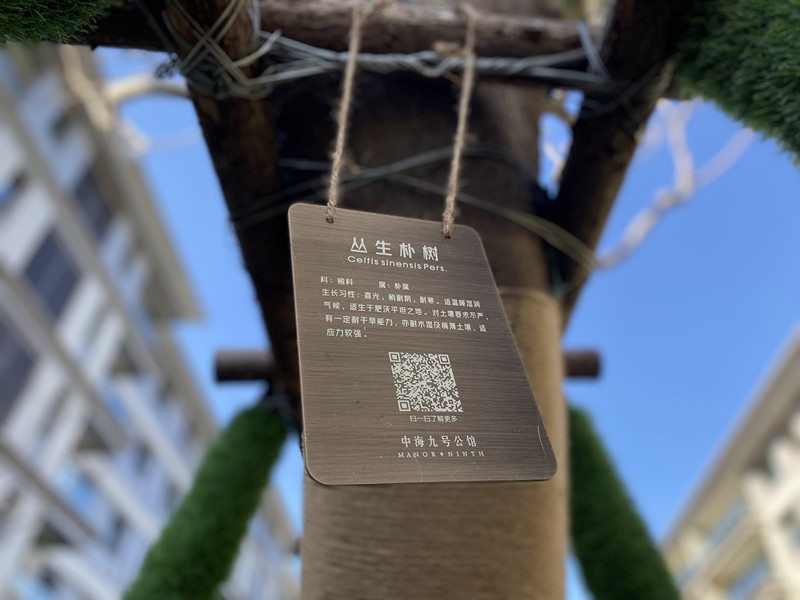 丛生朴树
Celtis sinensis Pers.
科：榆科 属：朴属
生长习性：喜光，稍耐阴，耐寒。适温暖湿润
气候，适生于肥沃平坦之地。对土壤要求不严，
有一定耐干旱能力，亦耐水湿及瘠薄土壤，适
应力较强。
扫一扫了解更多
中海九号公馆
MANOR NINTH